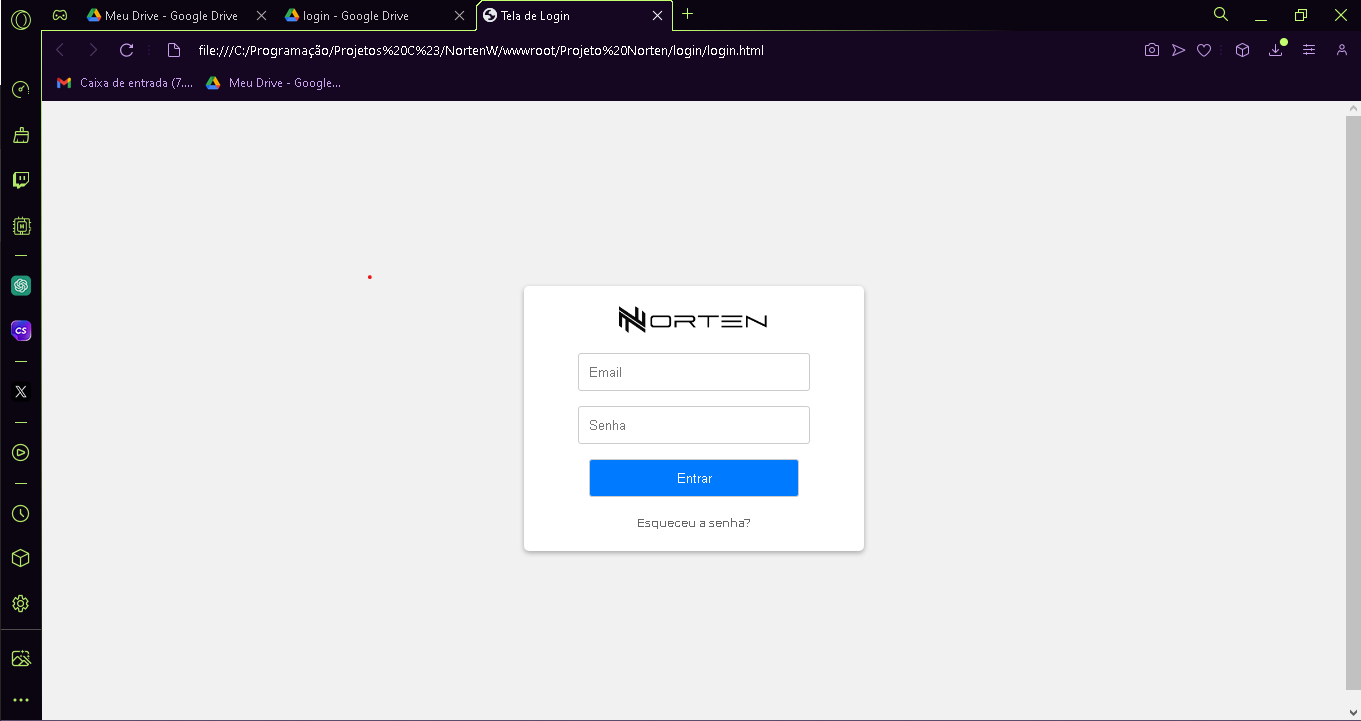 Meu Drive - Google Drive
login - Google Drive
Tela de Login
file:///C:/Programação/Projetos%20C%23/NortenW/wwwroot/Projeto%20Norten/login/login.html
Caixa de entrada (7....
Meu Drive - Google...
CS
NORTEN
Email
Senha
Entrar
Esqueceu a senha?